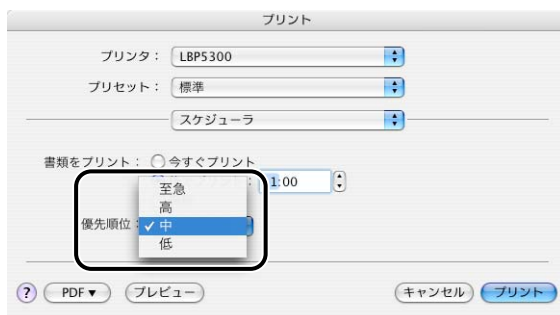 プリント
プリンタ： LBP5300
プリセット： 標準
スケジューラ
書類をプリント： 今すぐプリント
1:00
至急
高
優先順位： ✓ 中
低
? PDF▼ プレビュー キャンセル プリント